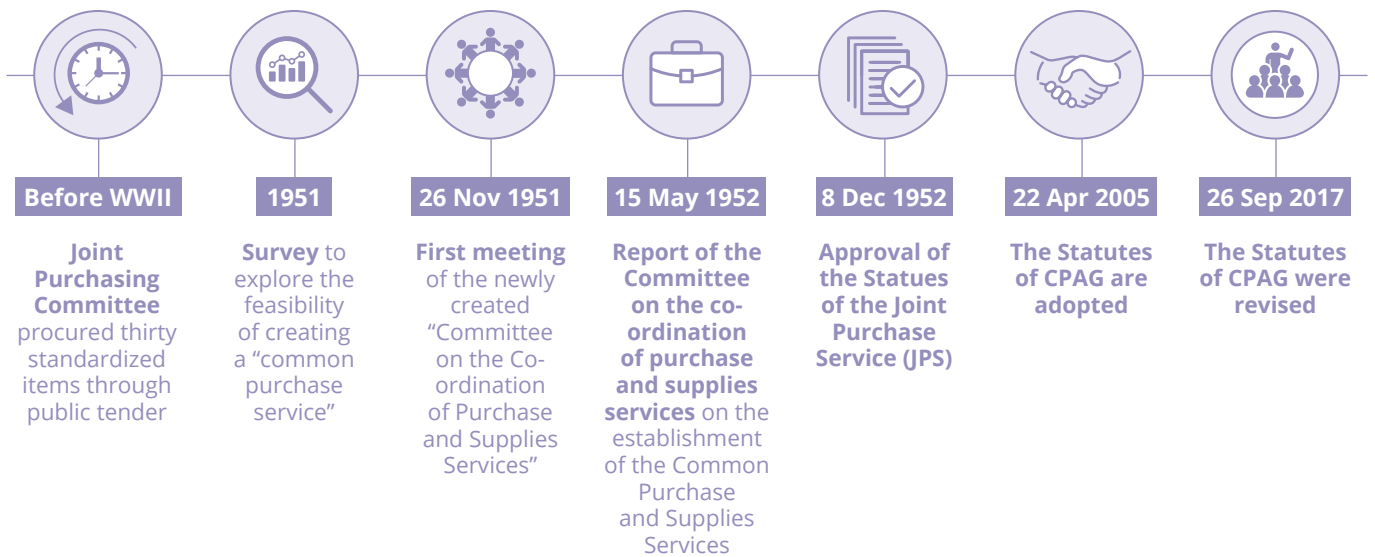 Before WWII
Joint
Purchasing
Committee
procured thirty
standardized
items through
public tender
1951
Survey to
explore the
feasibility
of creating
a “common
purchase
service”
26 Nov 1951
First meeting
of the newly
created
“Committee
on the Co-
ordination
of Purchase
and Supplies
Services”
15 May 1952
Report of the
Committee
on the co-
ordination
of purchase
and supplies
services on the
establishment
of the Common
Purchase
and Supplies
Services
8 Dec 1952
Approval of
the Statues
of the Joint
Purchase
Service (JPS)
22 Apr 2005
The Statutes
of CPAG are
adopted
26 Sep 2017
The Statutes
of CPAG were
revised